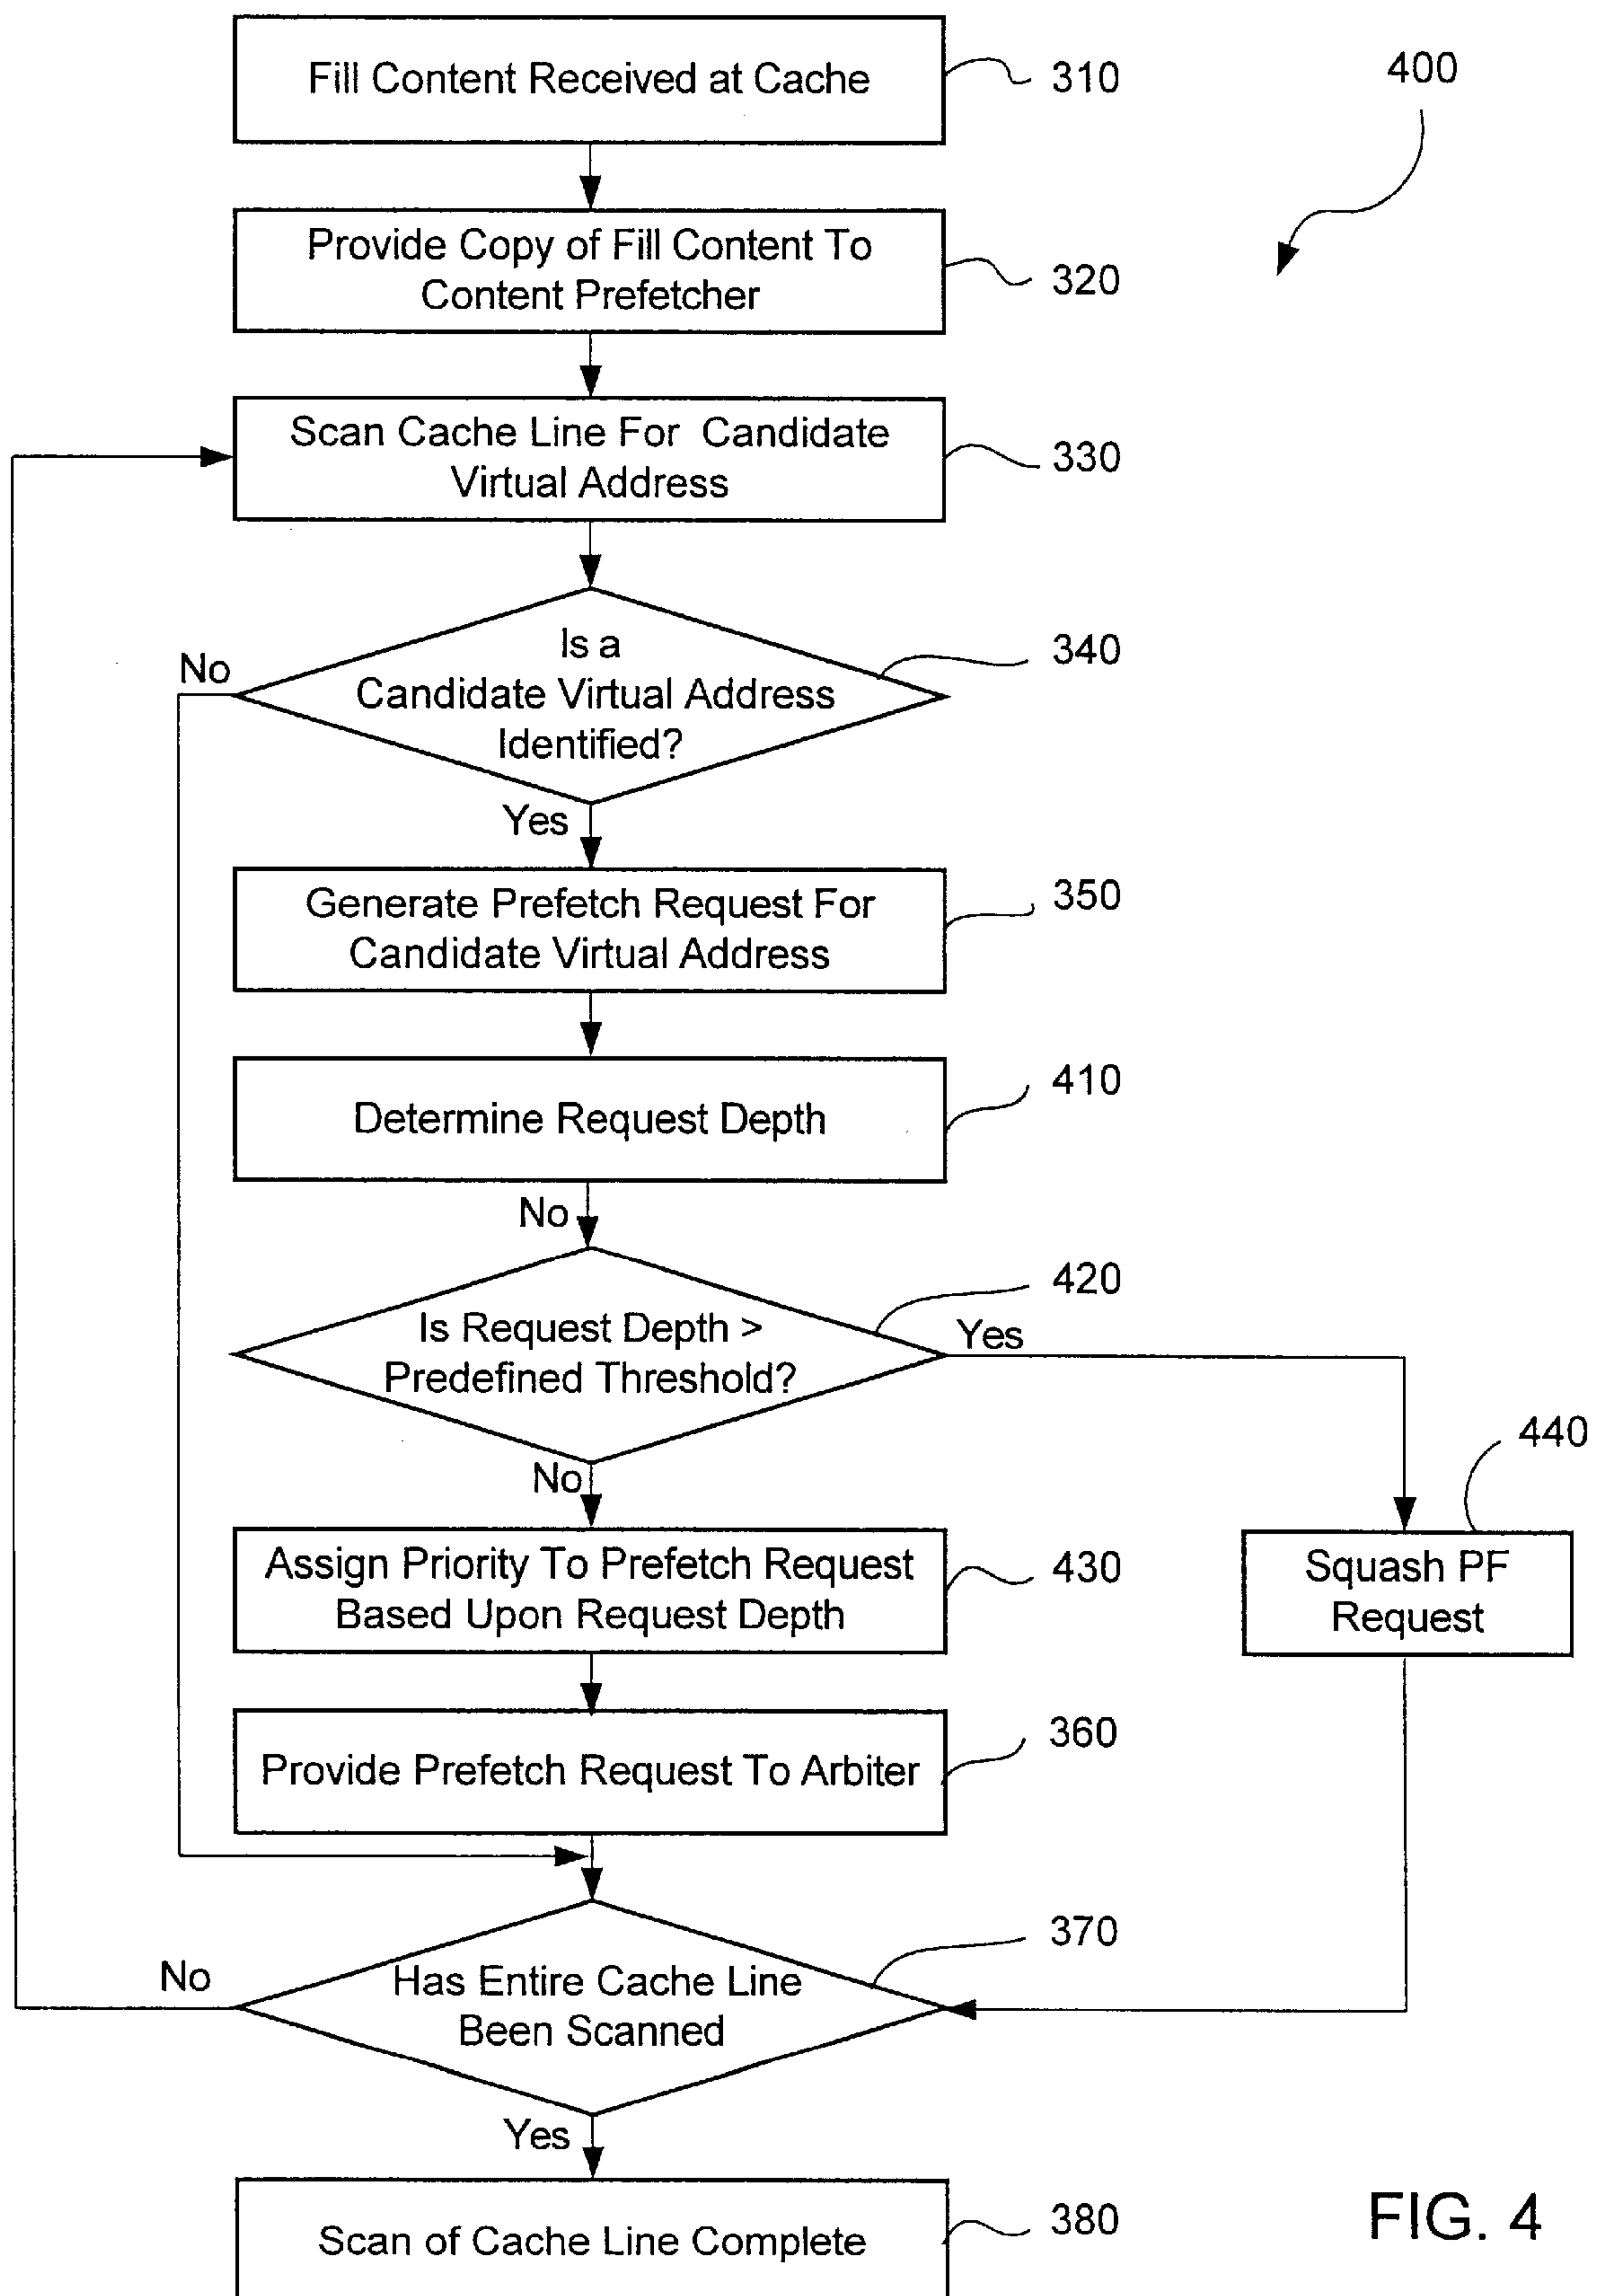 Fill Content Received at Cache
310
400
Provide Copy of Fill Content To
Content Prefetcher
320
Scan Cache Line For Candidate
Virtual Address
330
Is a
Candidate Virtual Address
Identified?
340
No
Yes
Generate Prefetch Request For
Candidate Virtual Address
350
Determine Request Depth
410
No
Is Request Depth >
Predefined Threshold?
420
Yes
No
440
Assign Priority To Prefetch Request
Based Upon Request Depth
430
Squash PF
Request
Provide Prefetch Request To Arbiter
360
Has Entire Cache Line
Been Scanned
370
No
Yes
Scan of Cache Line Complete
380
FIG. 4